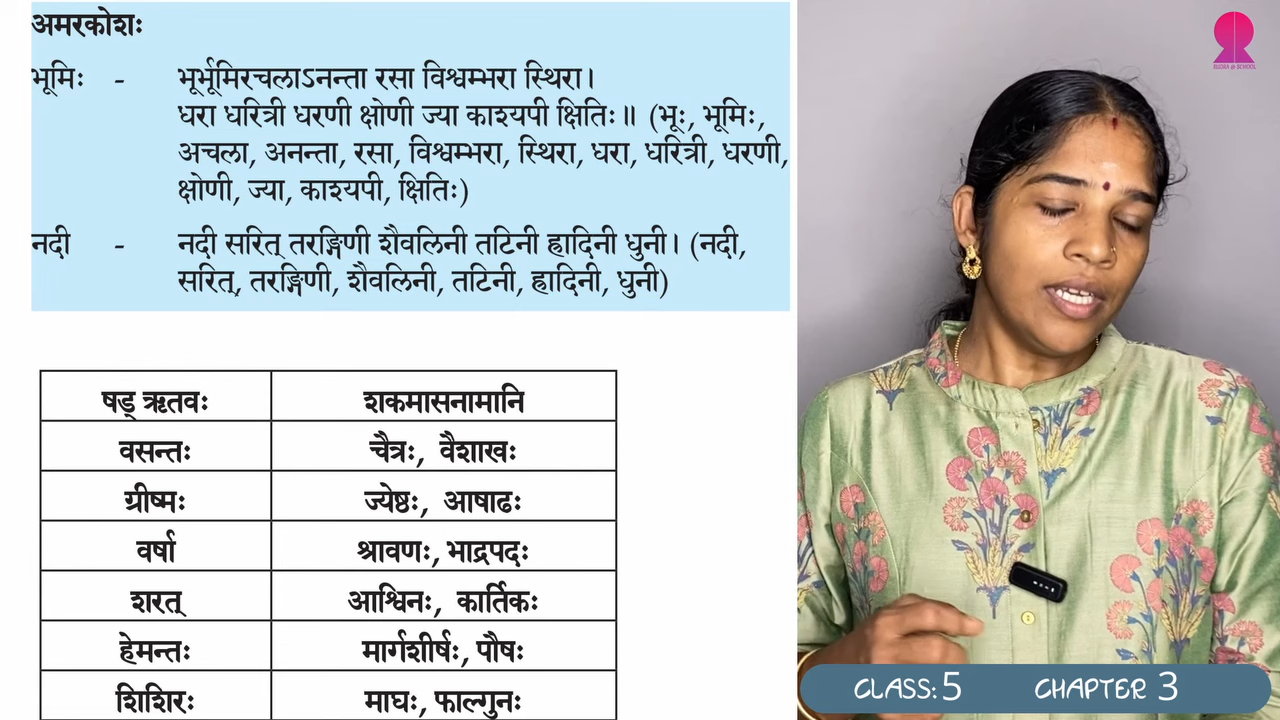 अमरकोशः
भूमिः - भूर्भूमिरचलाऽनन्ता रसा विश्वम्भरा स्थिरा।
धरा धरित्री धरणी क्षोणी ज्या काश्यपी क्षितिः॥ (भूः, भूमिः,
अचला, अनन्ता, रसा, विश्वम्भरा, स्थिरा, धरा, धरित्री, धरणी,
क्षोणी, ज्या, काश्यपी, क्षितिः)
नदी - नदी सरित् तरङ्गिणी शैवलिनी तटिनी ह्रादिनी धुनी। (नदी,
सरित्, तरङ्गिणी, शैवलिनी, तटिनी, ह्रादिनी, धुनी)
षड् ऋतवः शकमासनामानि
वसन्तः चैत्रः, वैशाखः
ग्रीष्मः ज्येष्ठः, आषाढः
वर्षा श्रावणः, भाद्रपदः
शरत् आश्विनः, कार्तिकः
हेमन्तः मार्गशीर्षः, पौषः
शिशिरः माघः, फाल्गुनः
SUDRA @ SCHOOL
CLASS: 5 CHAPTER 3